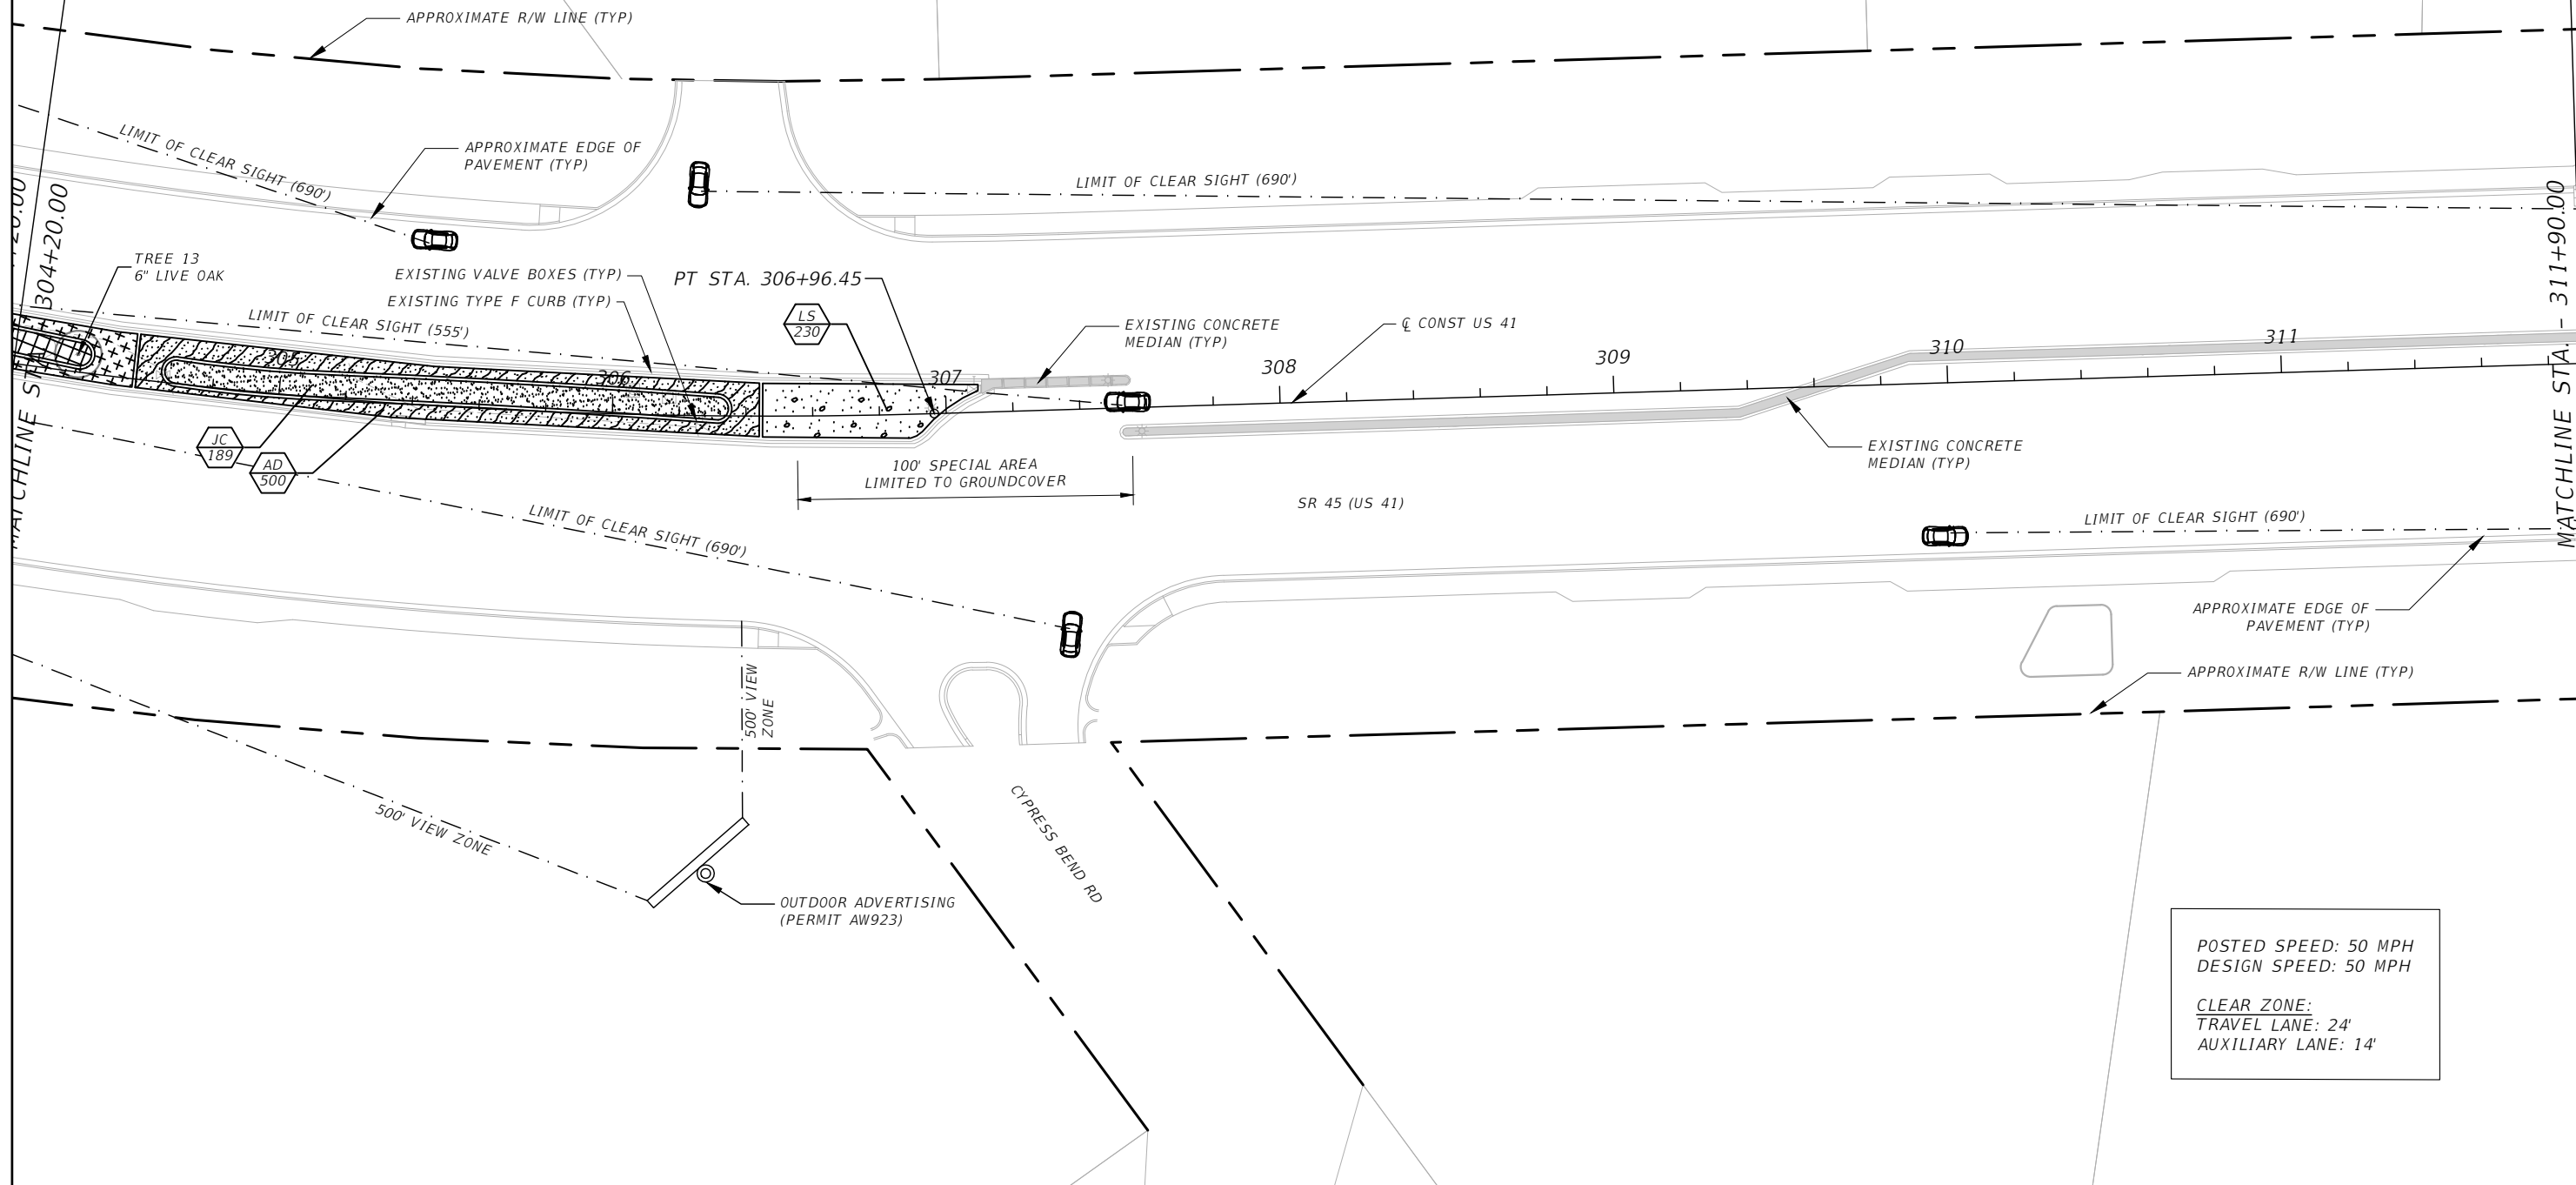 APPROXIMATE R/W LINE (TYP)
LIMIT OF CLEAR SIGHT (690')
APPROXIMATE EDGE OF
PAVEMENT (TYP)
LIMIT OF CLEAR SIGHT (690')
304+20.00
TREE 13
6" LIVE OAK
EXISTING VALVE BOXES (TYP)
EXISTING TYPE F CURB (TYP)
PT STA. 306+96.45
LIMIT OF CLEAR SIGHT (555')
LS
230
EXISTING CONCRETE
MEDIAN (TYP)
℄ CONST US 41
305
306
307
308
309
310
311
MATCHLINE STA. - 311+90.00
MATCHLINE STA.
JC
189
AD
500
100' SPECIAL AREA
LIMITED TO GROUNDCOVER
SR 45 (US 41)
EXISTING CONCRETE
MEDIAN (TYP)
LIMIT OF CLEAR SIGHT (690')
LIMIT OF CLEAR SIGHT (690')
APPROXIMATE EDGE OF
PAVEMENT (TYP)
APPROXIMATE R/W LINE (TYP)
500' VIEW
ZONE
500' VIEW ZONE
CYPRESS BEND RD
OUTDOOR ADVERTISING
(PERMIT AW923)
POSTED SPEED: 50 MPH
DESIGN SPEED: 50 MPH
CLEAR ZONE:
TRAVEL LANE: 24'
AUXILIARY LANE: 14'